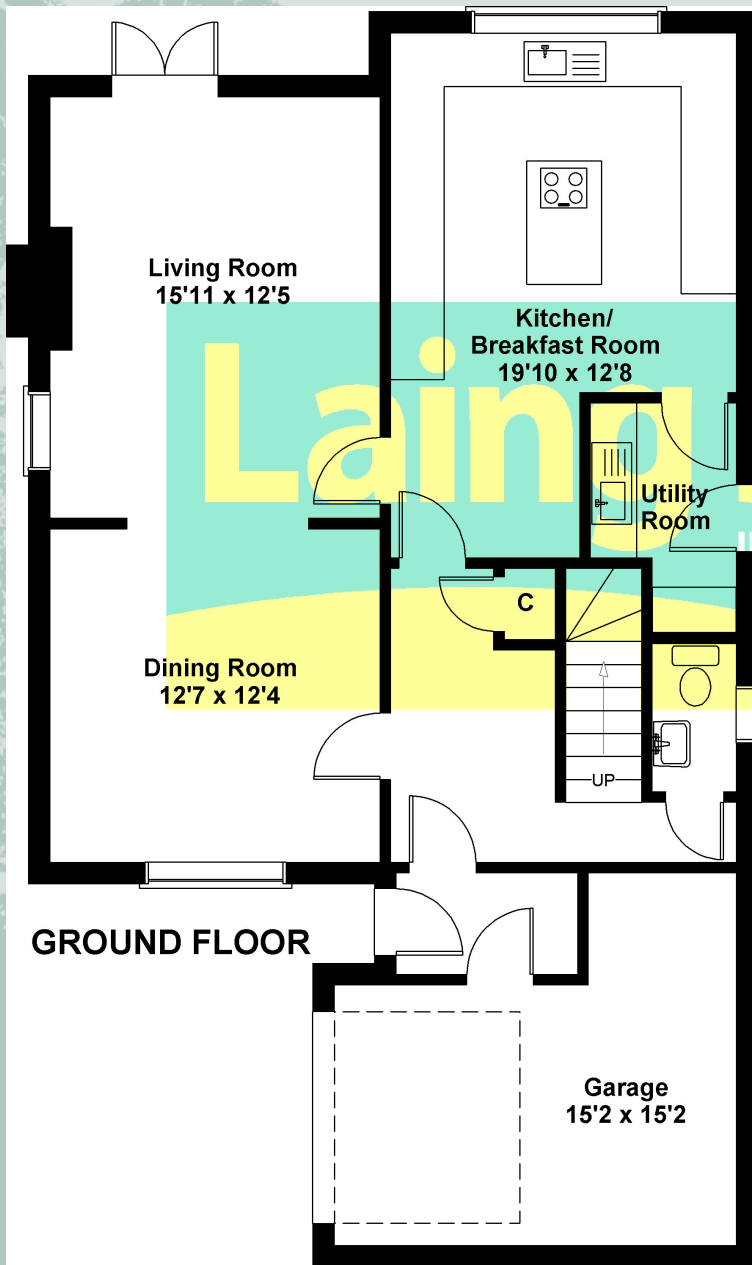 Living Room
15'11 x 12'5
Kitchen/
Breakfast Room
19'10 x 12'8
Laing
Utility
Room
C
Dining Room
12'7 x 12'4
UP
GROUND FLOOR
Garage
15'2 x 15'2